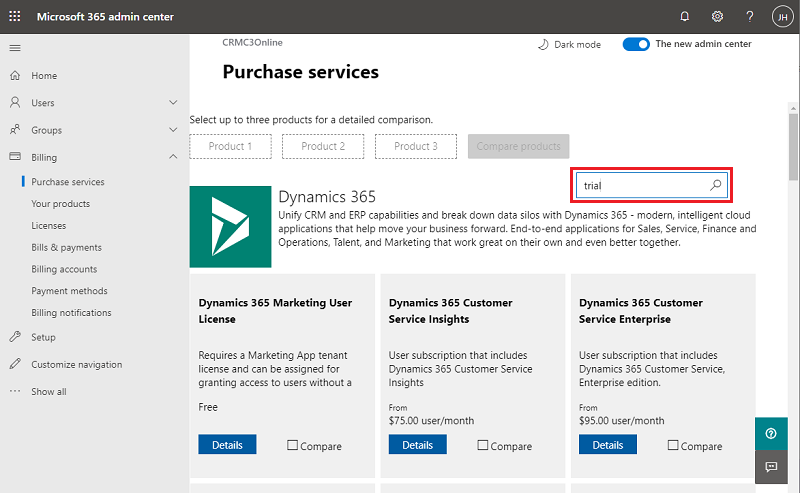 Microsoft 365 admin center
?
JH
CRMC3Online
Dark mode
The new admin center
Purchase services
Home
Users
Groups
Billing
Purchase services
Your products
Licenses
Bills & payments
Billing accounts
Payment methods
Billing notifications
Setup
Customize navigation
Show all
Select up to three products for a detailed comparison.
Product 1
Product 2
Product 3
Compare products
trial
Dynamics 365
Unify CRM and ERP capabilities and break down data silos with Dynamics 365 - modern, intelligent cloud
applications that help move your business forward. End-to-end applications for Sales, Service, Finance and
Operations, Talent, and Marketing that work great on their own and even better together.
Dynamics 365 Marketing User
License
Requires a Marketing App tenant
license and can be assigned for
granting access to users without a
Free
Details
Compare
Dynamics 365 Customer
Service Insights
User subscription that includes
Dynamics 365 Customer Service
Insights
From
$75.00 user/month
Details
Compare
Dynamics 365 Customer
Service Enterprise
User subscription that includes
Dynamics 365 Customer Service,
Enterprise edition.
From
$95.00 user/month
Details
Compare